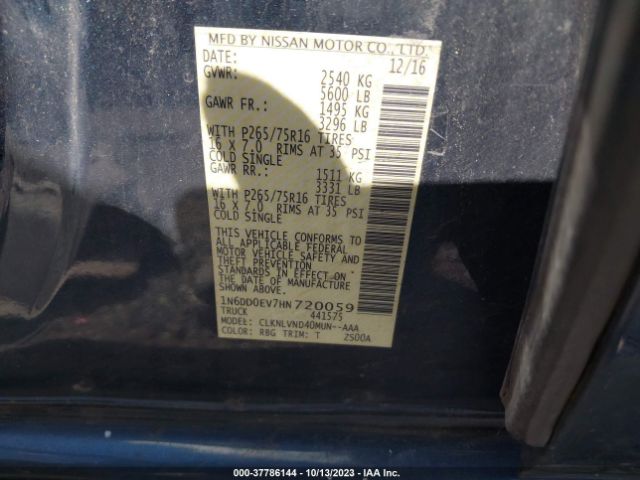 MFD BY NISSAN MOTOR CO., LTD.
DATE: 12/16
GVWR: 2540 KG
5600 LB
GAWR FR.: 1495 KG
3296 LB
WITH P265/75R16 TIRES
16 X 7.0 RIMS AT 35 PSI
COLD SINGLE
GAWR RR.: 1511 KG
3331 LB
WITH P265/75R16 TIRES
16 X 7.0 RIMS AT 35 PSI
COLD SINGLE
THIS VEHICLE CONFORMS TO
ALL APPLICABLE FEDERAL
MOTOR VEHICLE SAFETY AND
THEFT PREVENTION
STANDARDS IN EFFECT ON
THE DATE OF MANUFACTURE
SHOWN ABOVE.
1N6DD0EV7HN720059
TRUCK 441575
MODEL: CLKNLVND40MUN--AAA
COLOR: RBG TRIM: T ZSOOA
000-37786144 | 10/13/2023 | IAA Inc.